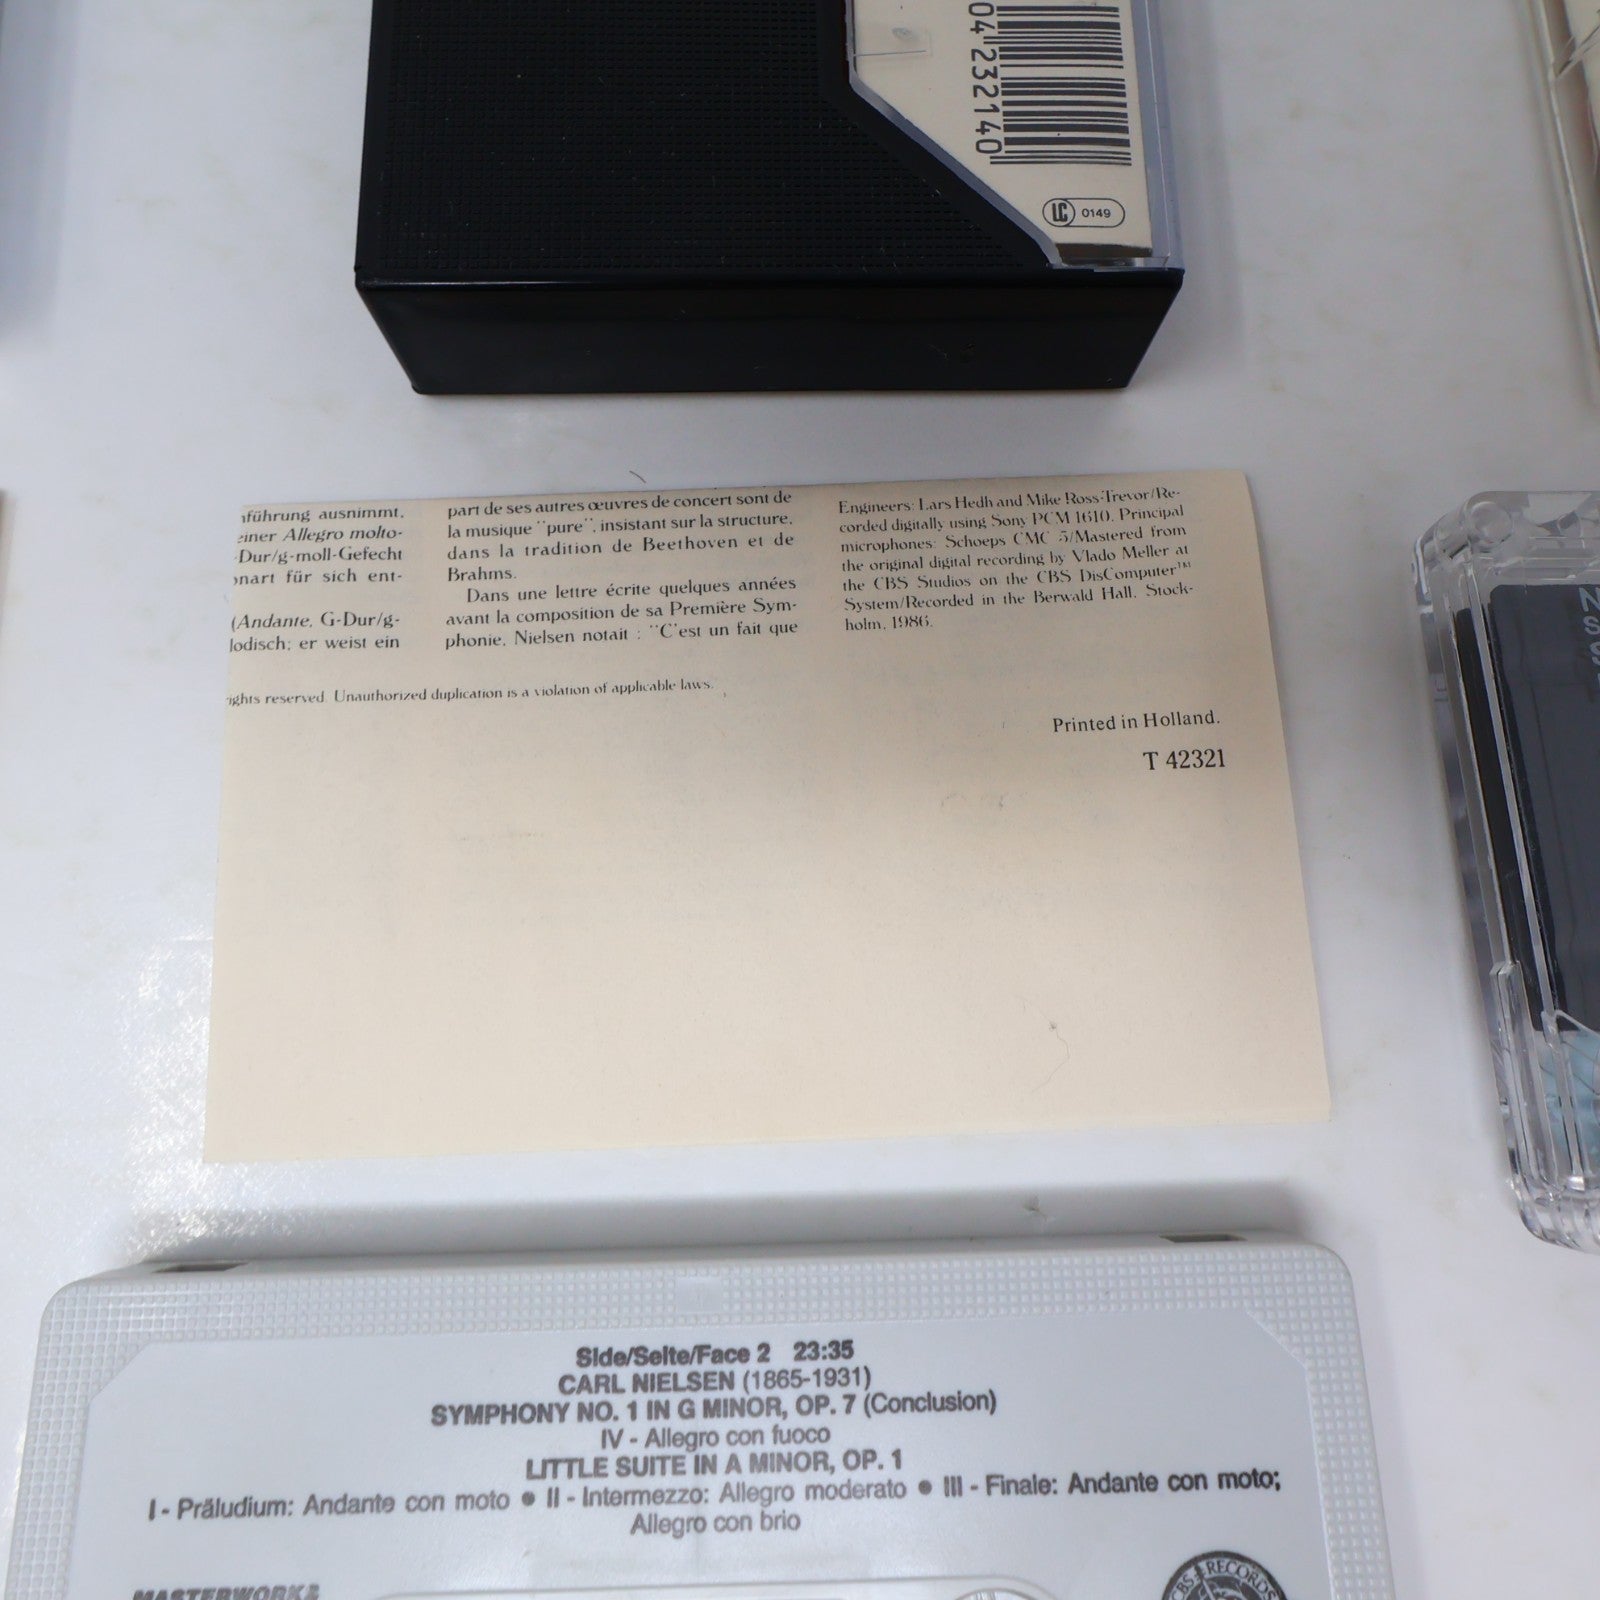 04232140
LC 0149
nführung ausnimmt,
einer Allegro molto-
-Dur/g-moll-Gefecht
onart für sich ent-
(Andante, G-Dur/g-
lodisch; er weist ein
part de ses autres œuvres de concert sont de
la musique "pure", insistant sur la structure,
dans la tradition de Beethoven et de
Brahms.
Dans une lettre écrite quelques années
avant la composition de sa Première Sym-
phonie, Nielsen notait : "C'est un fait que
Engineers: Lars Hedh and Mike Ross-Trevor/Re-
corded digitally using Sony PCM 1610. Principal
microphones: Schoeps CMC 5/Mastered from
the original digital recording by Vlado Meller at
the CBS Studios on the CBS DisComputer™
System/Recorded in the Berwald Hall, Stock-
holm, 1986.
ights reserved. Unauthorized duplication is a violation of applicable laws.
Printed in Holland.
T 42321
Side/Seite/Face 2 23:35
CARL NIELSEN (1865-1931)
SYMPHONY NO. 1 IN G MINOR, OP. 7 (Conclusion)
IV - Allegro con fuoco
LITTLE SUITE IN A MINOR, OP. 1
I - Präludium: Andante con moto ● II - Intermezzo: Allegro moderato ● III - Finale: Andante con moto;
Allegro con brio
MASTERWORKS
CBS RECORDS